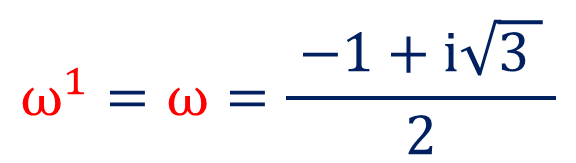 ω¹ = ω = (−1 + i√3) / 2